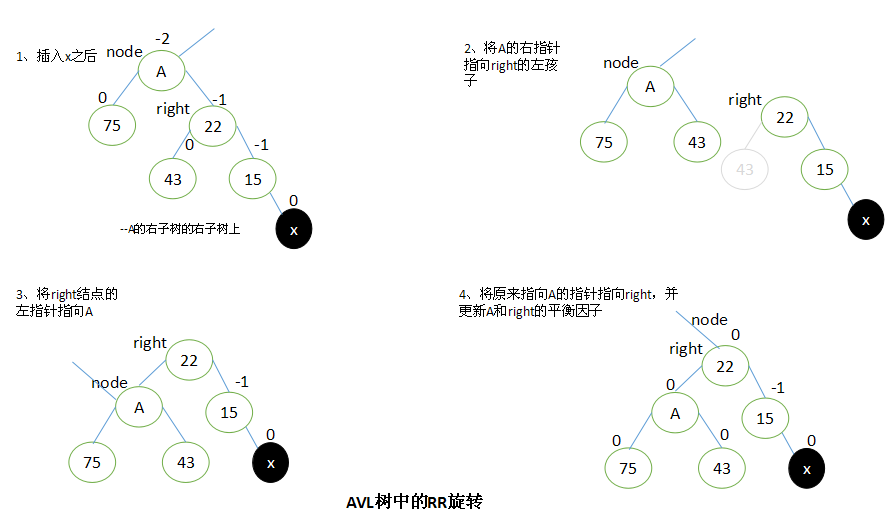 1、插入x之后
node
-2
A
0
75
right
-1
22
0
43
-1
15
0
x
--A的右子树的右子树上
2、将A的右指针
指向right的左孩
子
node
A
75
43
right
22
43
15
x
3、将right结点的
左指针指向A
right
22
node
A
-1
15
75
43
0
x
4、将原来指向A的指针指向right，并
更新A和right的平衡因子
node
0
right
22
0
A
-1
15
0
75
0
43
0
x
AVL树中的RR旋转